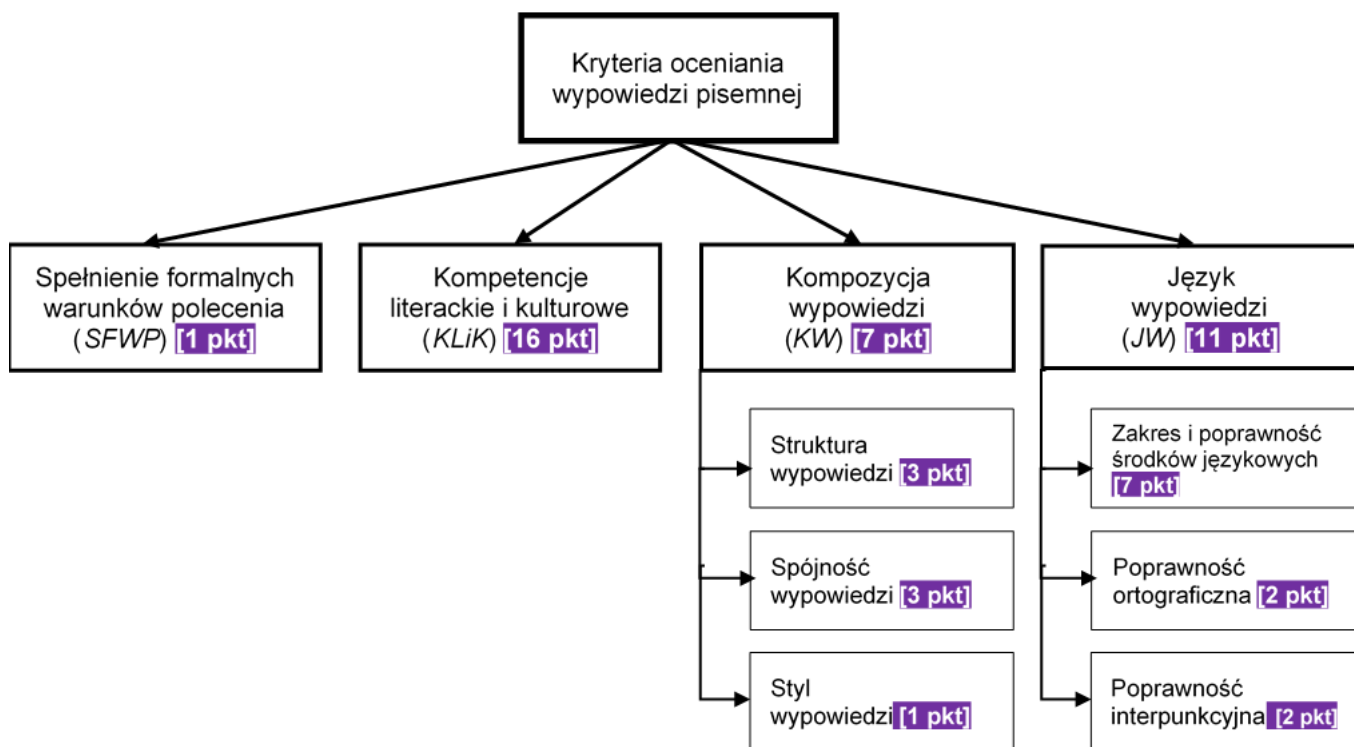 Kryteria oceniania
wypowiedzi pisemnej
Spełnienie formalnych
warunków polecenia
(SFWP) [1 pkt]
Kompetencje
literackie i kulturowe
(KLiK) [16 pkt]
Kompozycja
wypowiedzi
(KW) [7 pkt]
Język
wypowiedzi
(JW) [11 pkt]
Struktura
wypowiedzi [3 pkt]
Spójność
wypowiedzi [3 pkt]
Styl
wypowiedzi [1 pkt]
Zakres i poprawność
środków językowych
[7 pkt]
Poprawność
ortograficzna [2 pkt]
Poprawność
interpunkcyjna [2 pkt]